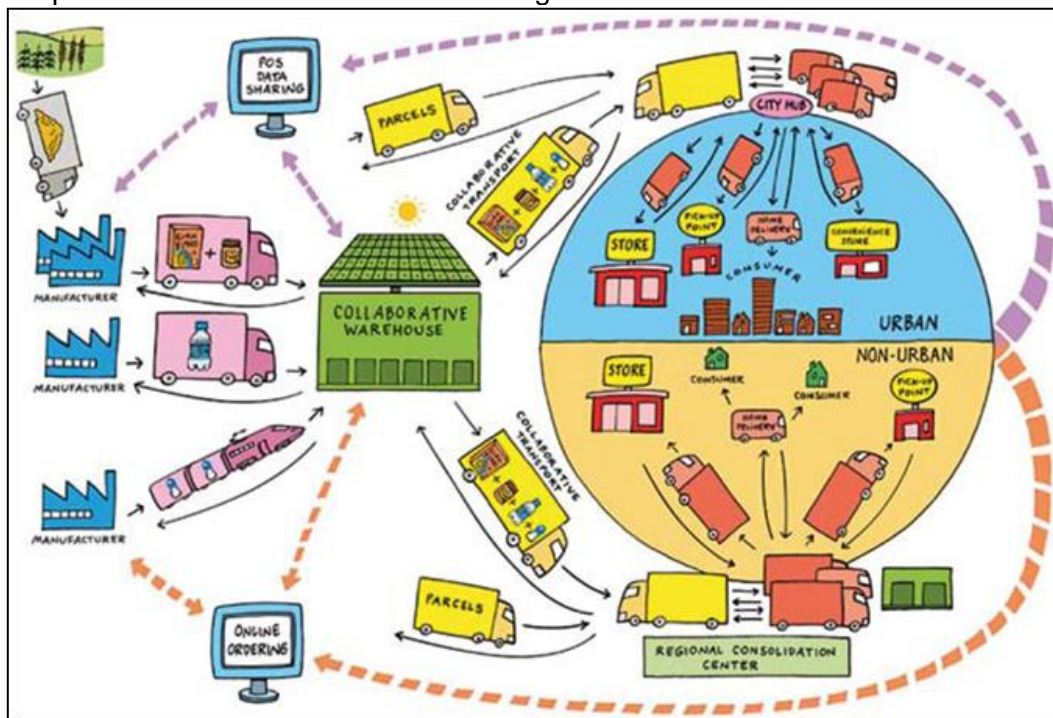 POS
DATA
SHARING
PARCELS
COLLABORATIVE
TRANSPORT
CITY HUB
MANUFACTURER
MANUFACTURER
MANUFACTURER
COLLABORATIVE
WAREHOUSE
STORE
PICK-UP
POINT
HOME
DELIVERY
CONVENIENCE
STORE
CONSUMER
URBAN
NON-URBAN
STORE
CONSUMER
CONSUMER
PICK-UP
POINT
HOME
DELIVERY
COLLABORATIVE
TRANSPORT
PARCELS
ONLINE
ORDERING
REGIONAL CONSOLIDATION
CENTER